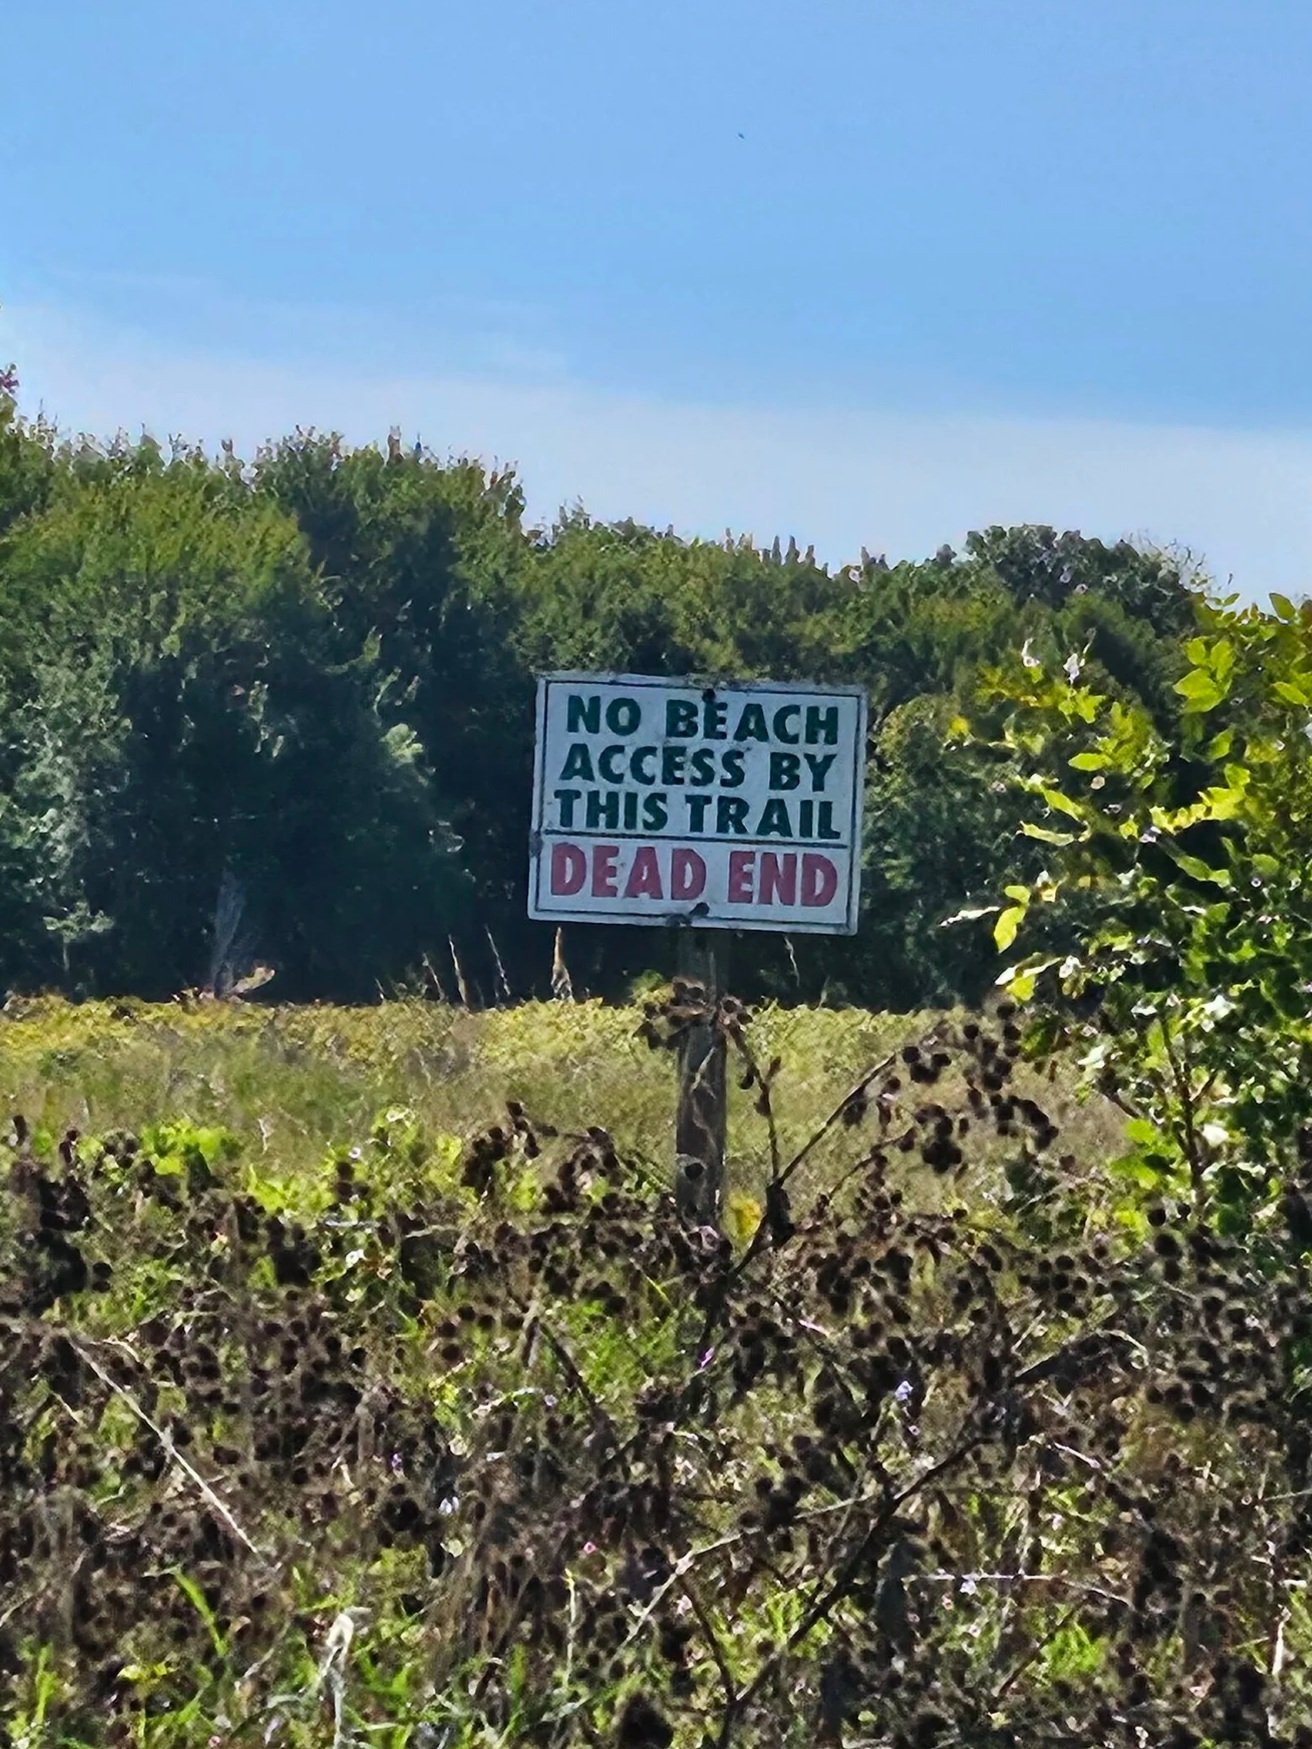 NO BEACH
ACCESS BY
THIS TRAIL
DEAD END